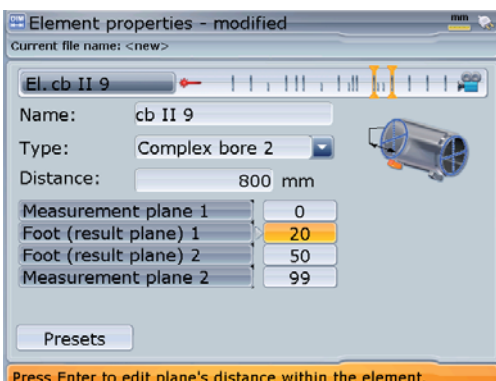 OIM Element properties - modified mm
Current file name: <new>
El. cb II 9
Name: cb II 9
Type: Complex bore 2
Distance: 800 mm
Measurement plane 1 0
Foot (result plane) 1 20
Foot (result plane) 2 50
Measurement plane 2 99
Presets
Press Enter to edit plane's distance within the element